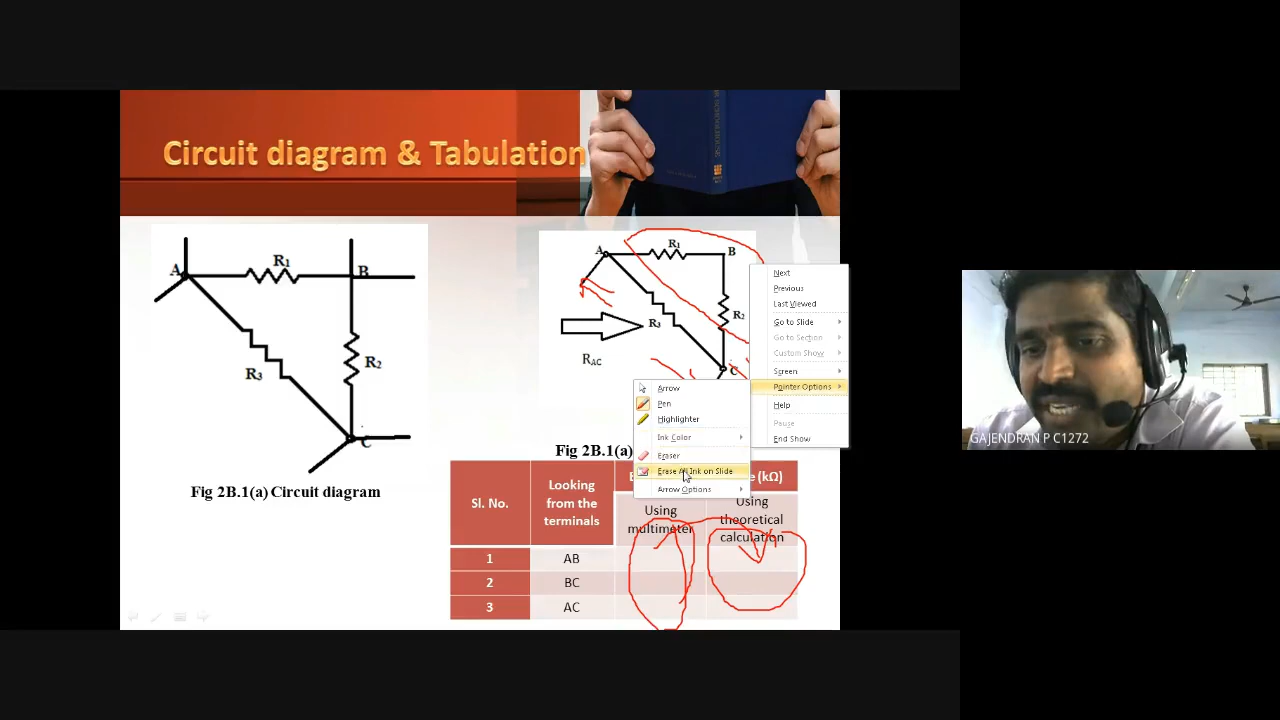 Circuit diagram & Tabulation
A
R1
B
R2
R3
C
Fig 2B.1(a) Circuit diagram
A
R1
B
R2
R3
C
RAC
Fig 2B.1(a)
Next
Previous
Last Viewed
Go to Slide
Go to Section
Custom Show
Screen
Pointer Options
Help
Pause
End Show
Arrow
Pen
Highlighter
Ink Color
Eraser
Erase All Ink on Slide
Arrow Options
Sl. No.
Looking
from the
terminals
(kΩ)
Using
multimeter
Using
theoretical
calculation
1 AB
2 BC
3 AC
GAJENDRAN P C1272